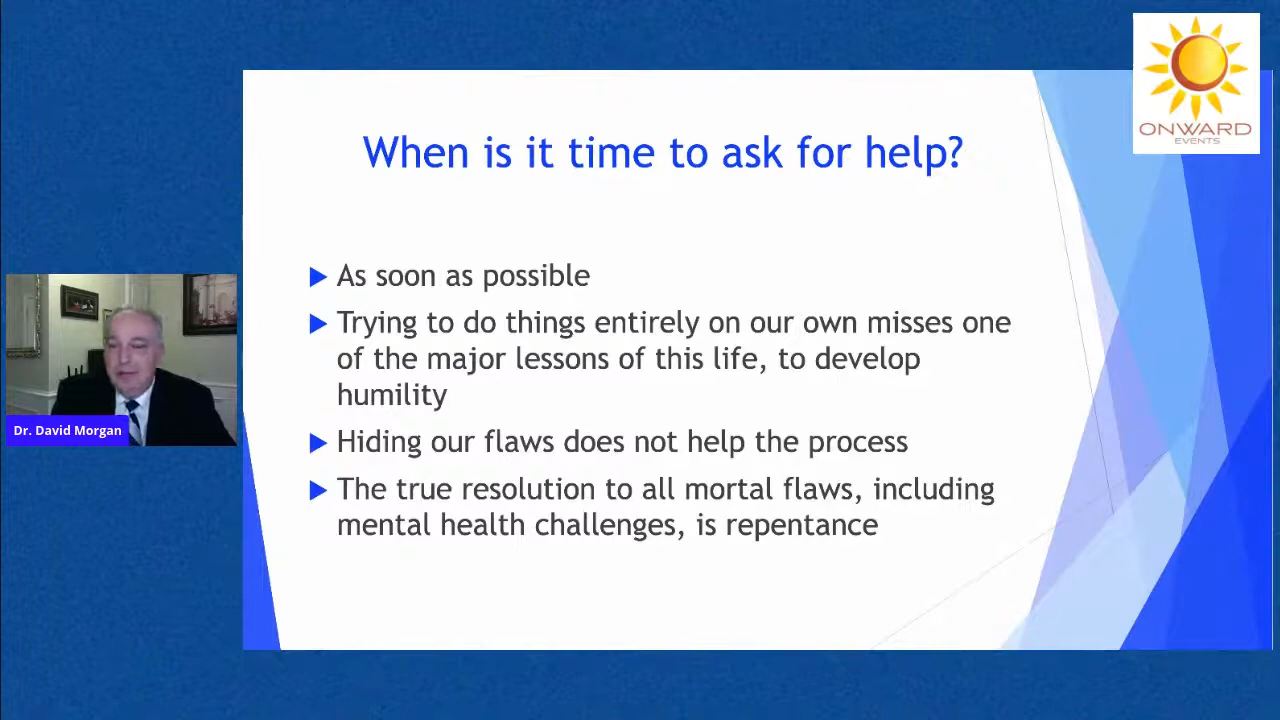 ONWARD
EVENTS
When is it time to ask for help?
As soon as possible
Trying to do things entirely on our own misses one
of the major lessons of this life, to develop
humility
Hiding our flaws does not help the process
The true resolution to all mortal flaws, including
mental health challenges, is repentance
Dr. David Morgan